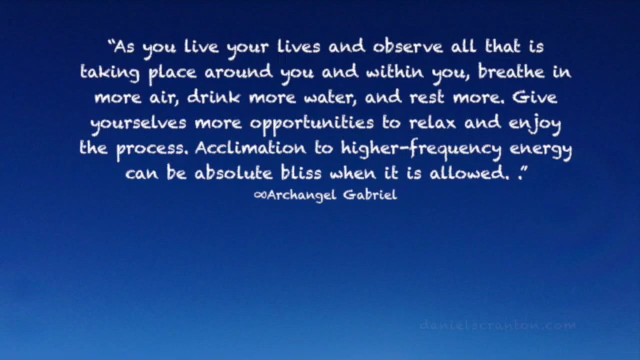 “As you live your lives and observe all that is
taking place around you and within you, breathe in
more air, drink more water, and rest more. Give
yourselves more opportunities to relax and enjoy
the process. Acclimation to higher-frequency energy
can be absolute bliss when it is allowed. .”
∞Archangel Gabriel
danielscranton.com